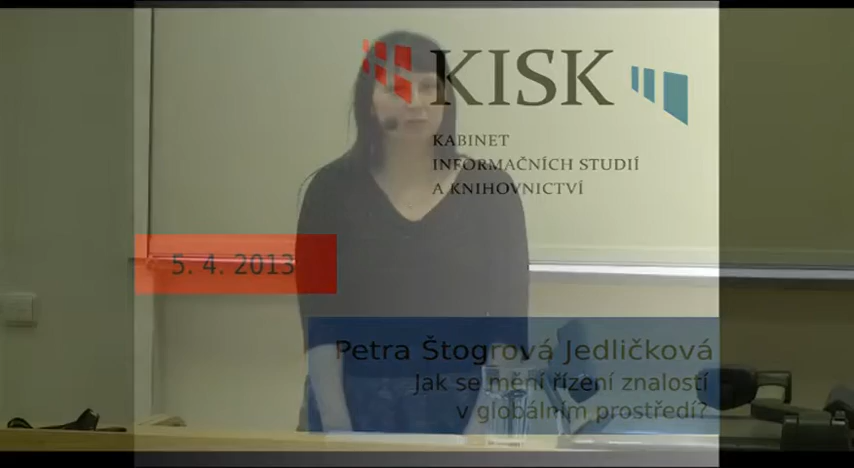 KISK
KABINET
INFORMAČNÍCH STUDIÍ
A KNIHOVNICTVÍ
5. 4. 2013
Petra Štogrová Jedličková
Jak se mění řízení znalostí
v globálním prostředí?